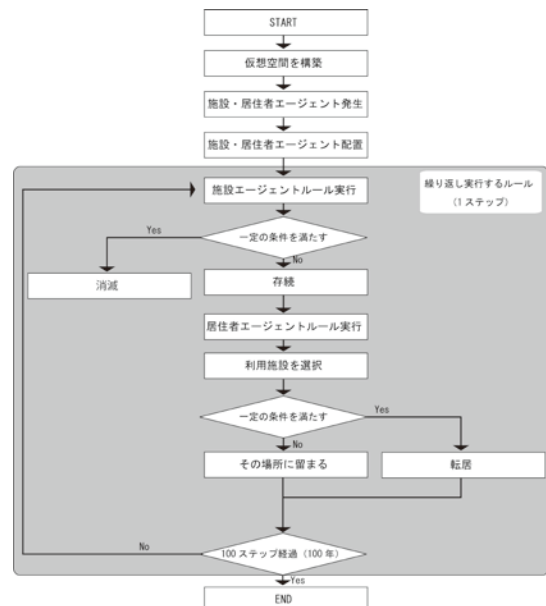 START
仮想空間を構築
施設・居住者エージェント発生
施設・居住者エージェント配置
繰り返し実行するルール
（1 ステップ）
施設エージェントルール実行
一定の条件を満たす
Yes
No
消滅
存続
居住者エージェントルール実行
利用施設を選択
一定の条件を満たす
Yes
No
その場所に留まる
転居
100 ステップ経過（100 年）
No
Yes
END